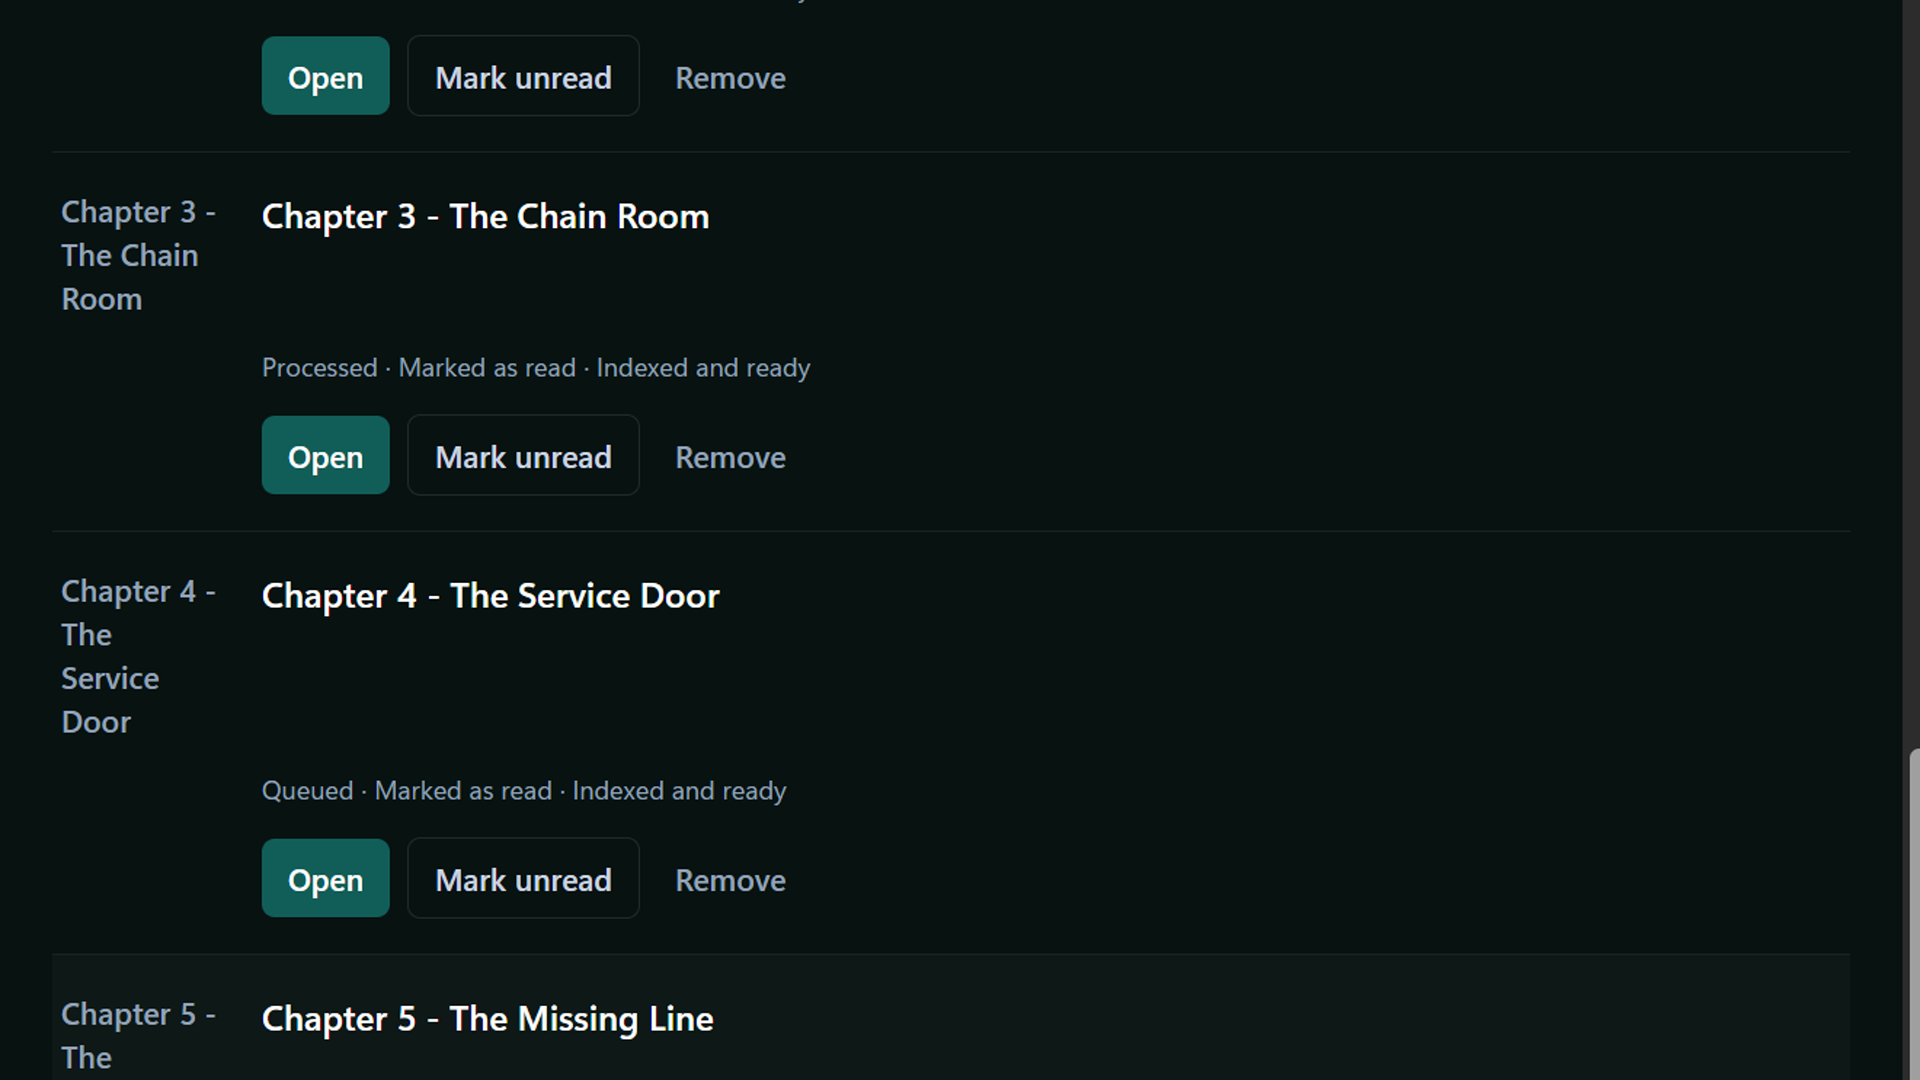 Open Mark unread Remove
Chapter 3 -
The Chain
Room
Chapter 3 - The Chain Room
Processed · Marked as read · Indexed and ready
Open Mark unread Remove
Chapter 4 -
The
Service
Door
Chapter 4 - The Service Door
Queued · Marked as read · Indexed and ready
Open Mark unread Remove
Chapter 5 -
The
Chapter 5 - The Missing Line